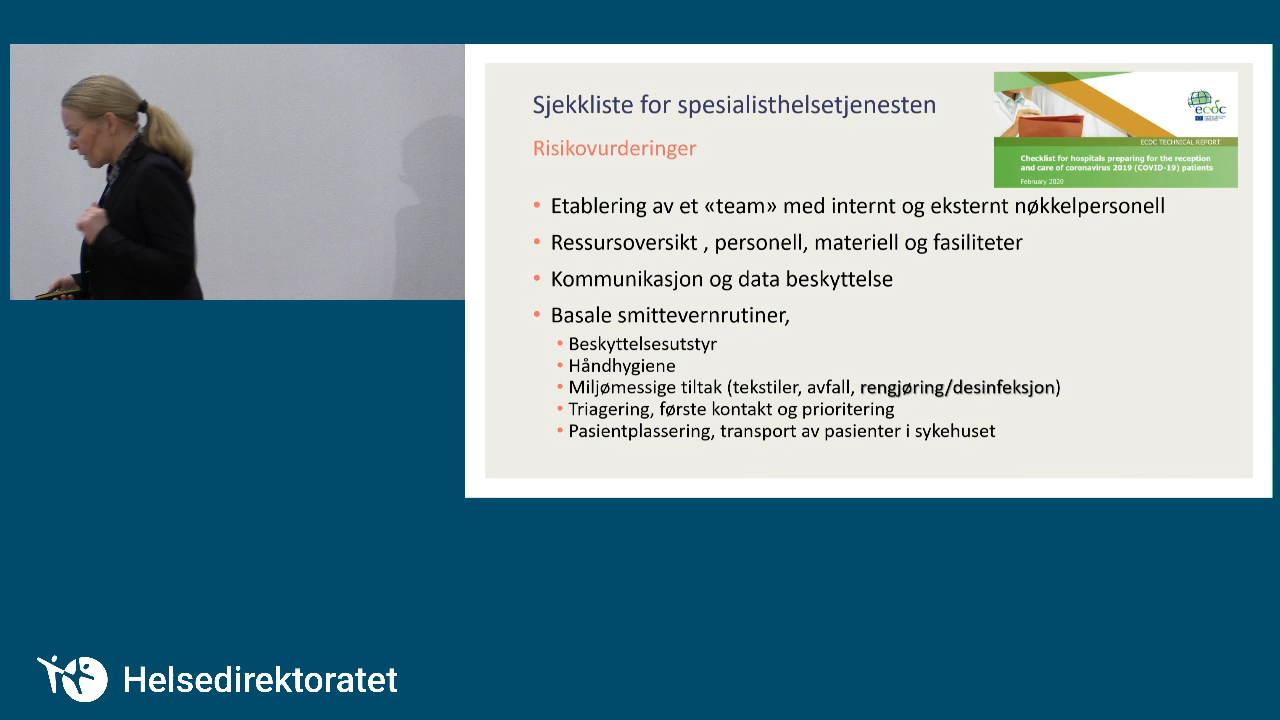 Sjekkliste for spesialisthelsetjenesten
Risikovurderinger
ecdc
ECDC TECHNICAL REPORT
Checklist for hospitals preparing for the reception
and care of coronavirus 2019 (COVID-19) patients
February 2020
• Etablering av et «team» med internt og eksternt nøkkelpersonell
• Ressursoversikt , personell, materiell og fasiliteter
• Kommunikasjon og data beskyttelse
• Basale smittevernrutiner,
• Beskyttelsesutstyr
• Håndhygiene
• Miljømessige tiltak (tekstiler, avfall, rengjøring/desinfeksjon)
• Triagering, første kontakt og prioritering
• Pasientplassering, transport av pasienter i sykehuset
Helsedirektoratet